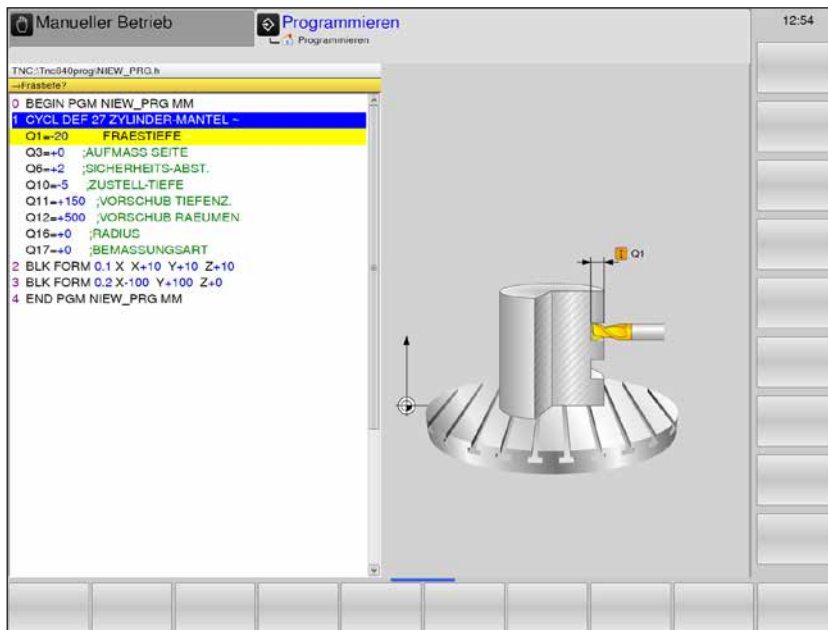 Manueller Betrieb
Programmieren
Programmieren
12:54
TNC:\Tnc640prog\NIEW_PRG.h
→Frästiefe?
0 BEGIN PGM NIEW_PRG MM
1 CYCL DEF 27 ZYLINDER-MANTEL ~
Q1=-20 FRAESTIEFE
Q3=+0 ;AUFMASS SEITE
Q6=+2 ;SICHERHEITS-ABST.
Q10=-5 ;ZUSTELL-TIEFE
Q11=+150 ;VORSCHUB TIEFENZ.
Q12=+500 ;VORSCHUB RAEUMEN
Q16=+0 ;RADIUS
Q17=+0 ;BEMASSUNGSART
2 BLK FORM 0.1 X X+10 Y+10 Z+10
3 BLK FORM 0.2 X-100 Y+100 Z+0
4 END PGM NIEW_PRG MM
Q1